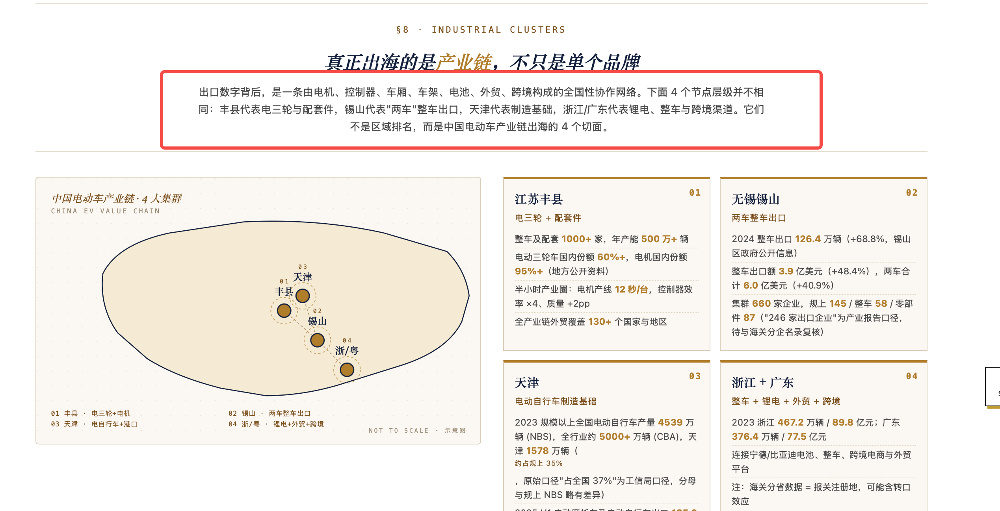 §8 · INDUSTRIAL CLUSTERS
真正出海的是产业链，不只是单个品牌
出口数字背后，是一条由电机、控制器、车厢、车架、电池、外贸、跨境构成的全国性协作网络。下面 4 个节点层级并不相
同：丰县代表电三轮与配套件，锡山代表"两车"整车出口，天津代表制造基础，浙江/广东代表锂电、整车与跨境渠道。它们
不是区域排名，而是中国电动车产业链出海的 4 个切面。
中国电动车产业链 · 4 大集群
CHINA EV VALUE CHAIN
03
天津
01
丰县
02
锡山
04
浙/粤
01 丰县 · 电三轮+电机
02 锡山 · 两车整车出口
03 天津 · 电自行车+港口
04 浙/粤 · 锂电+外贸+跨境
NOT TO SCALE · 示意图
01
江苏丰县
电三轮 + 配套件
整车及配套 1000+ 家，年产能 500 万+ 辆
电动三轮车国内份额 60%+，电机国内份额
95%+（地方公开资料）
半小时产业圈：电机产线 12 秒/台，控制器效
率 ×4、质量 +2pp
全产业链外贸覆盖 130+ 个国家与地区
02
无锡锡山
两车整车出口
2024 整车出口 126.4 万辆（+68.8%，锡山
区政府公开信息）
整车出口额 3.9 亿美元（+48.4%），两车合
计 6.0 亿美元（+40.9%）
集群 660 家企业，规上 145 / 整车 58 / 零部
件 87（"246 家出口企业"为产业报告口径，
待与海关分企名录复核）
03
天津
电动自行车制造基础
2023 规模以上全国电动自行车产量 4539 万
辆 (NBS)，全行业约 5000+ 万辆 (CBA)，天
津 1578 万辆（
约占规上 35%
，原始口径"占全国 37%"为工信局口径，分母
与规上 NBS 略有差异）
04
浙江 + 广东
整车 + 锂电 + 外贸 + 跨境
2023 浙江 467.2 万辆 / 89.8 亿元；广东
376.4 万辆 / 77.5 亿元
连接宁德/比亚迪电池、整车、跨境电商与外贸
平台
注：海关分省数据 = 报关注册地，可能含转口
效应